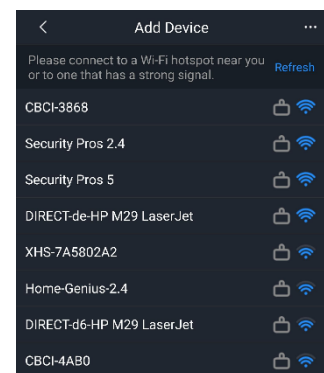 Add Device
Please connect to a Wi-Fi hotspot near you
or to one that has a strong signal.
Refresh
CBCI-3868
Security Pros 2.4
Security Pros 5
DIRECT-de-HP M29 LaserJet
XHS-7A5802A2
Home-Genius-2.4
DIRECT-d6-HP M29 LaserJet
CBCI-4AB0